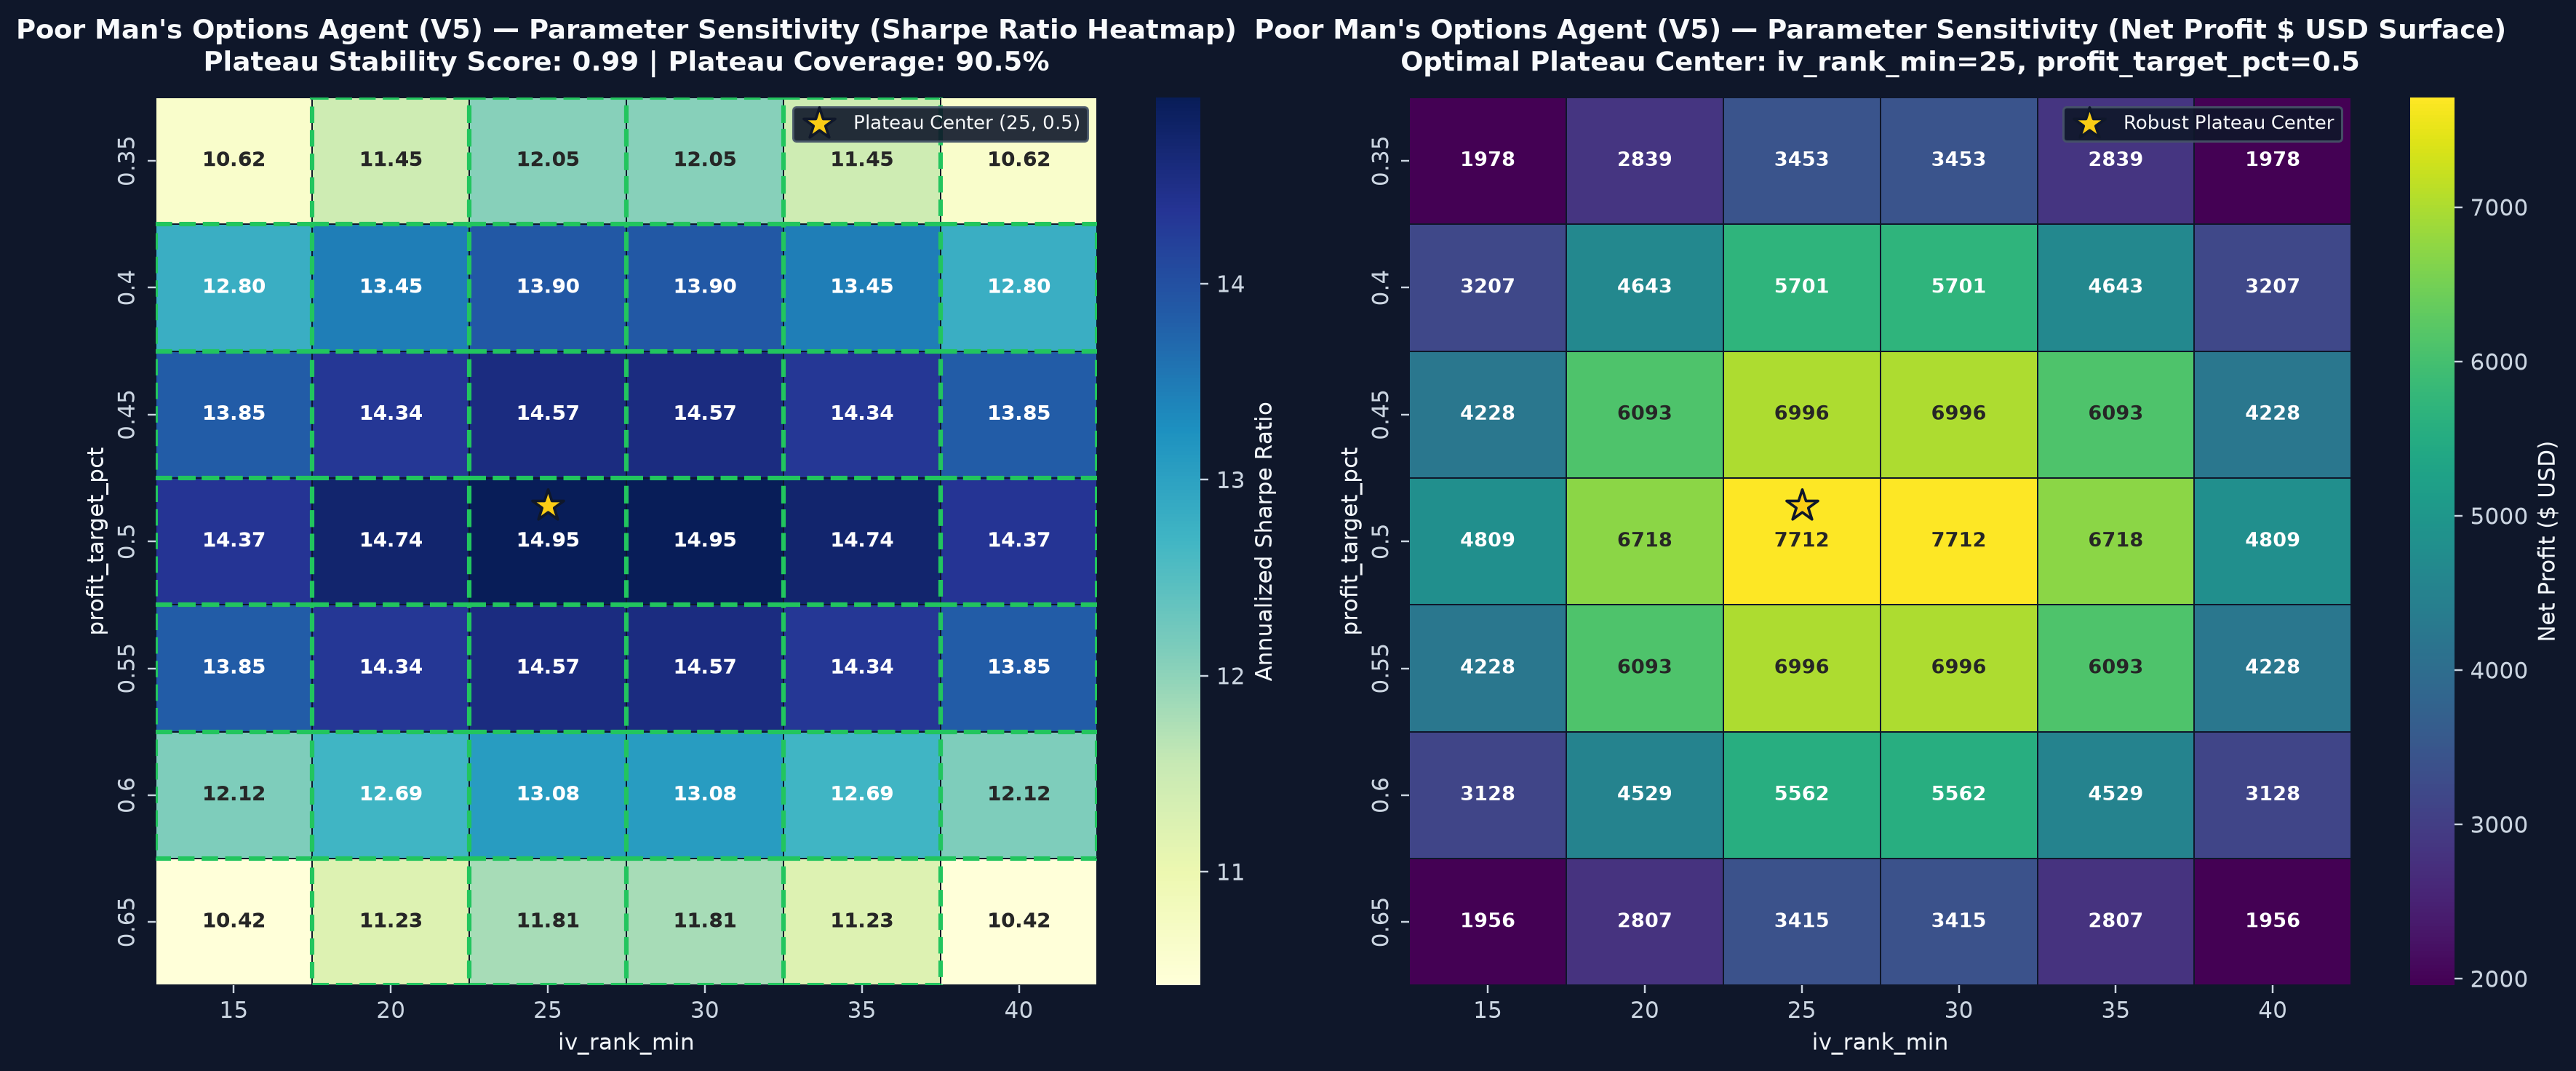 Poor Man's Options Agent (V5) — Parameter Sensitivity (Sharpe Ratio Heatmap)
Plateau Stability Score: 0.99 | Plateau Coverage: 90.5%
Plateau Center (25, 0.5)
profit_target_pct
0.35 10.62 11.45 12.05 12.05 11.45 10.62
0.4 12.80 13.45 13.90 13.90 13.45 12.80
0.45 13.85 14.34 14.57 14.57 14.34 13.85
0.5 14.37 14.74 14.95 14.95 14.74 14.37
0.55 13.85 14.34 14.57 14.57 14.34 13.85
0.6 12.12 12.69 13.08 13.08 12.69 12.12
0.65 10.42 11.23 11.81 11.81 11.23 10.42
15 20 25 30 35 40
iv_rank_min
14
13
12
11
Annualized Sharpe Ratio
Poor Man's Options Agent (V5) — Parameter Sensitivity (Net Profit $ USD Surface)
Optimal Plateau Center: iv_rank_min=25, profit_target_pct=0.5
Robust Plateau Center
profit_target_pct
0.35 1978 2839 3453 3453 2839 1978
0.4 3207 4643 5701 5701 4643 3207
0.45 4228 6093 6996 6996 6093 4228
0.5 4809 6718 7712 7712 6718 4809
0.55 4228 6093 6996 6996 6093 4228
0.6 3128 4529 5562 5562 4529 3128
0.65 1956 2807 3415 3415 2807 1956
15 20 25 30 35 40
iv_rank_min
7000
6000
5000
4000
3000
2000
Net Profit ($ USD)